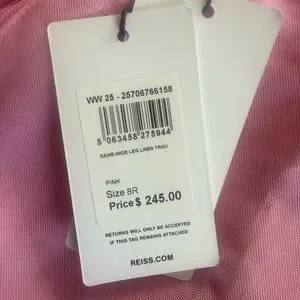 WW 25 - 25706766158
5 063458 275944
RAINE-WIDE LEG LINEN TROU
PINK
Size 8R
Price $ 245.00
RETURNS WILL ONLY BE ACCEPTED
IF THIS TAG REMAINS ATTACHED
REISS.COM